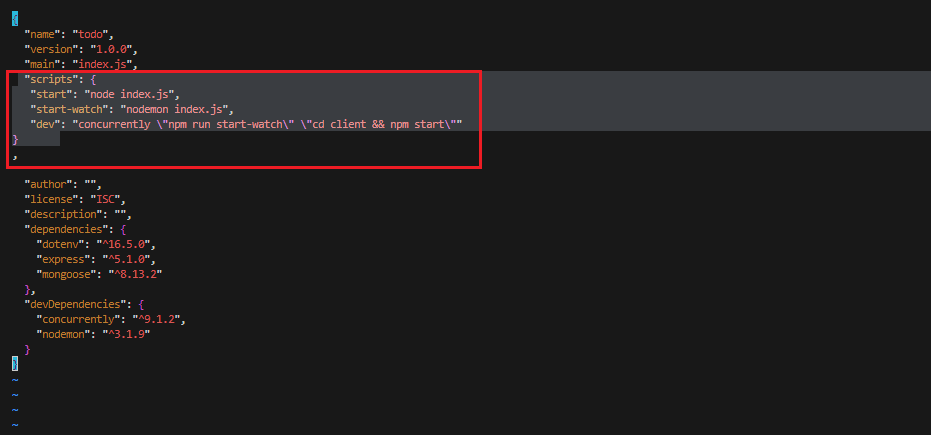 {
  "name": "todo",
  "version": "1.0.0",
  "main": "index.js",
  "scripts": {
   "start": "node index.js",
   "start-watch": "nodemon index.js",
   "dev": "concurrently \"npm run start-watch\" \"cd client && npm start\""
}
,
  "author": "",
  "license": "ISC",
  "description": "",
  "dependencies": {
    "dotenv": "^16.5.0",
    "express": "^5.1.0",
    "mongoose": "^8.13.2"
  },
  "devDependencies": {
    "concurrently": "^9.1.2",
    "nodemon": "^3.1.9"
  }
}
~
~
~
~